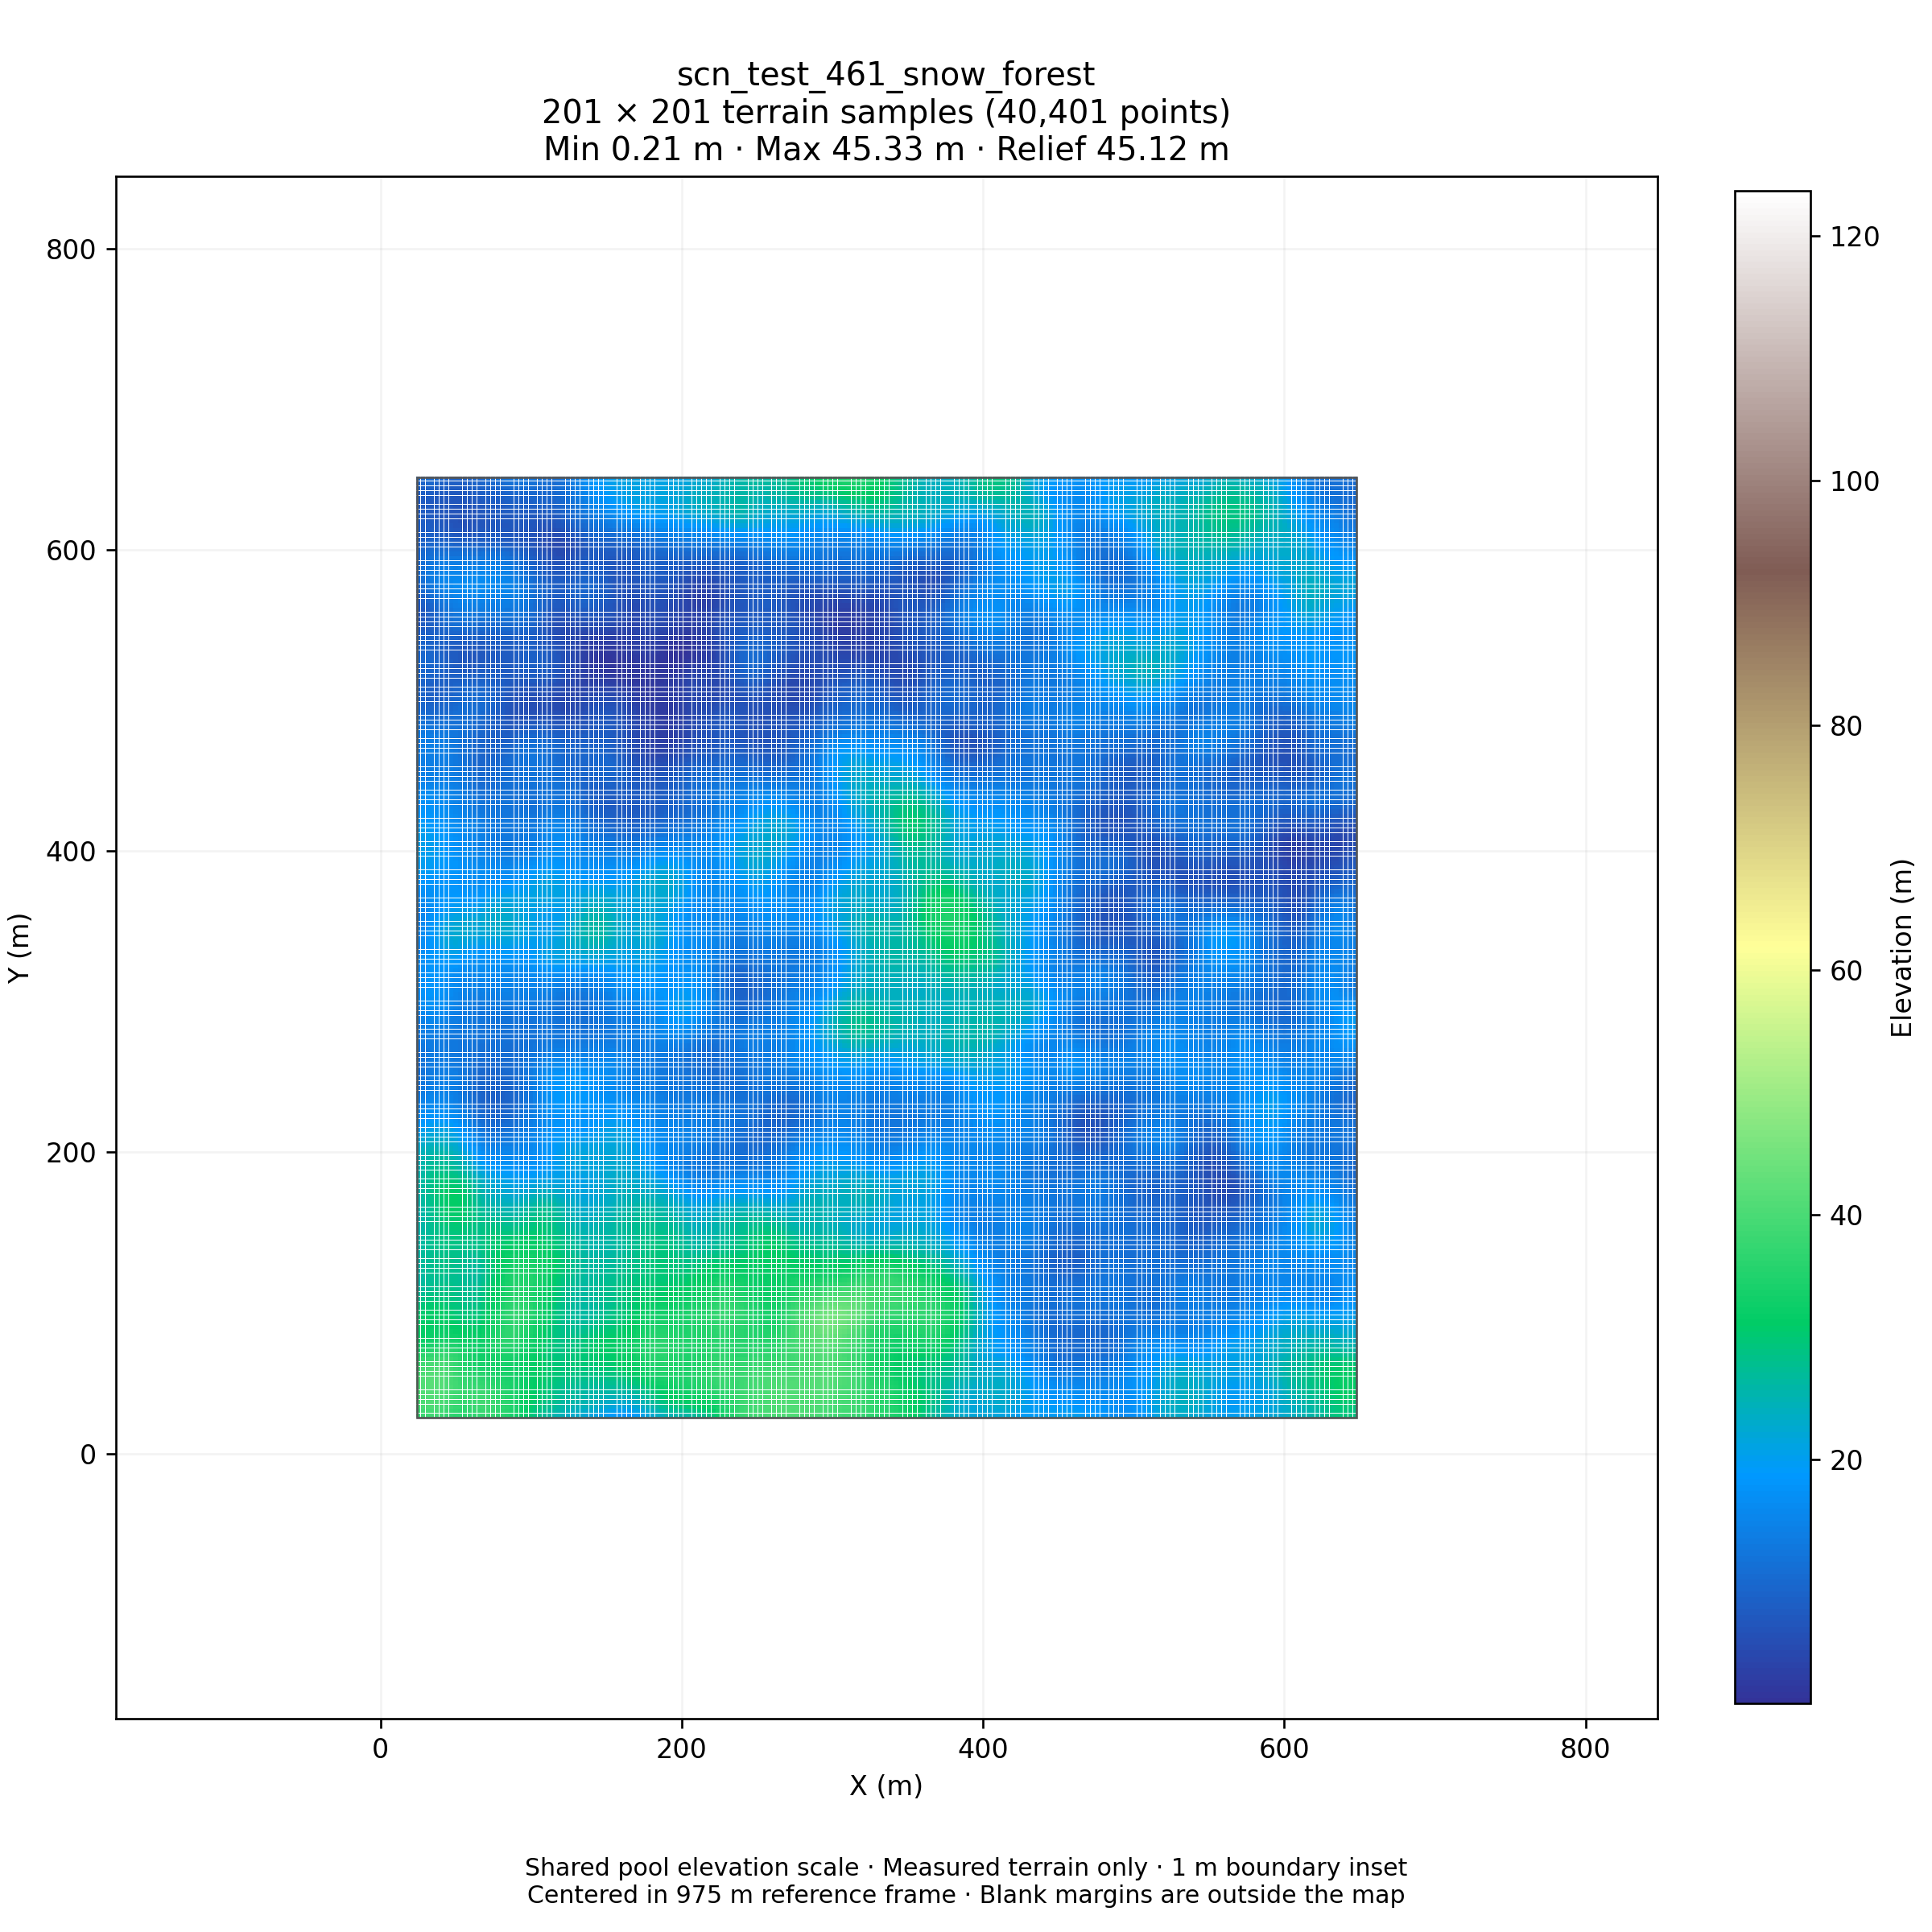 scn_test_461_snow_forest
201 × 201 terrain samples (40,401 points)
Min 0.21 m · Max 45.33 m · Relief 45.12 m
800
600
400
200
0
Y (m)
0
200
400
600
800
X (m)
120
100
80
60
40
20
Elevation (m)
Shared pool elevation scale · Measured terrain only · 1 m boundary inset
Centered in 975 m reference frame · Blank margins are outside the map